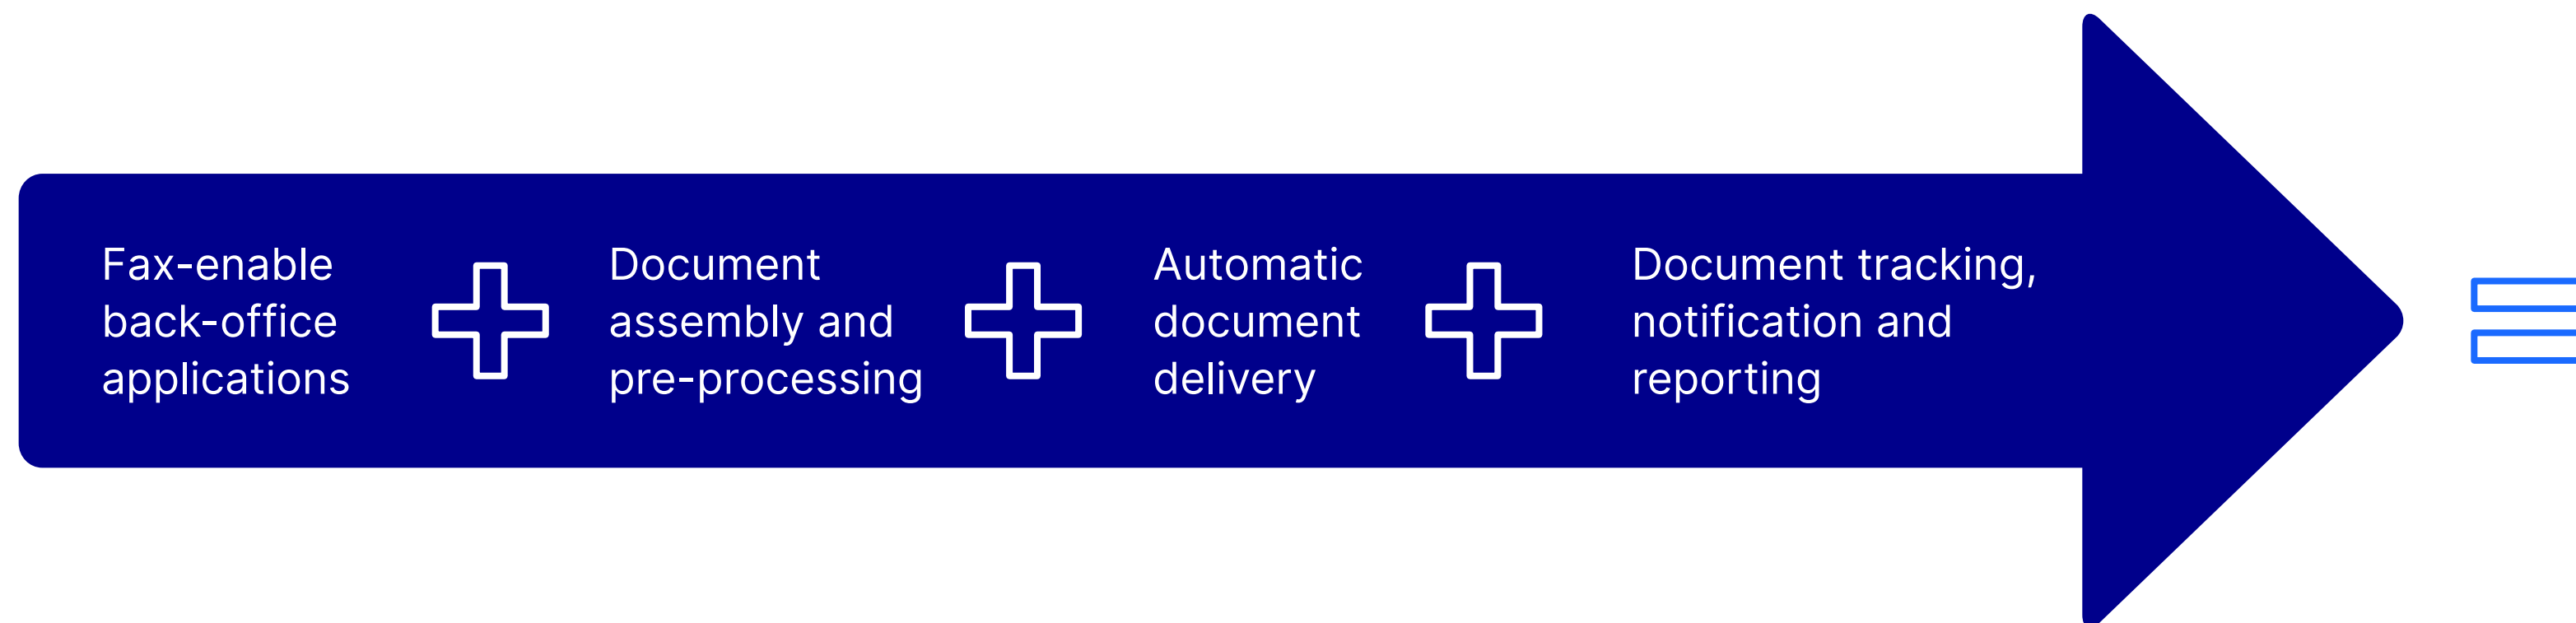 Fax-enable
back-office
applications
Document
assembly and
pre-processing
Automatic
document
delivery
Document tracking,
notification and
reporting